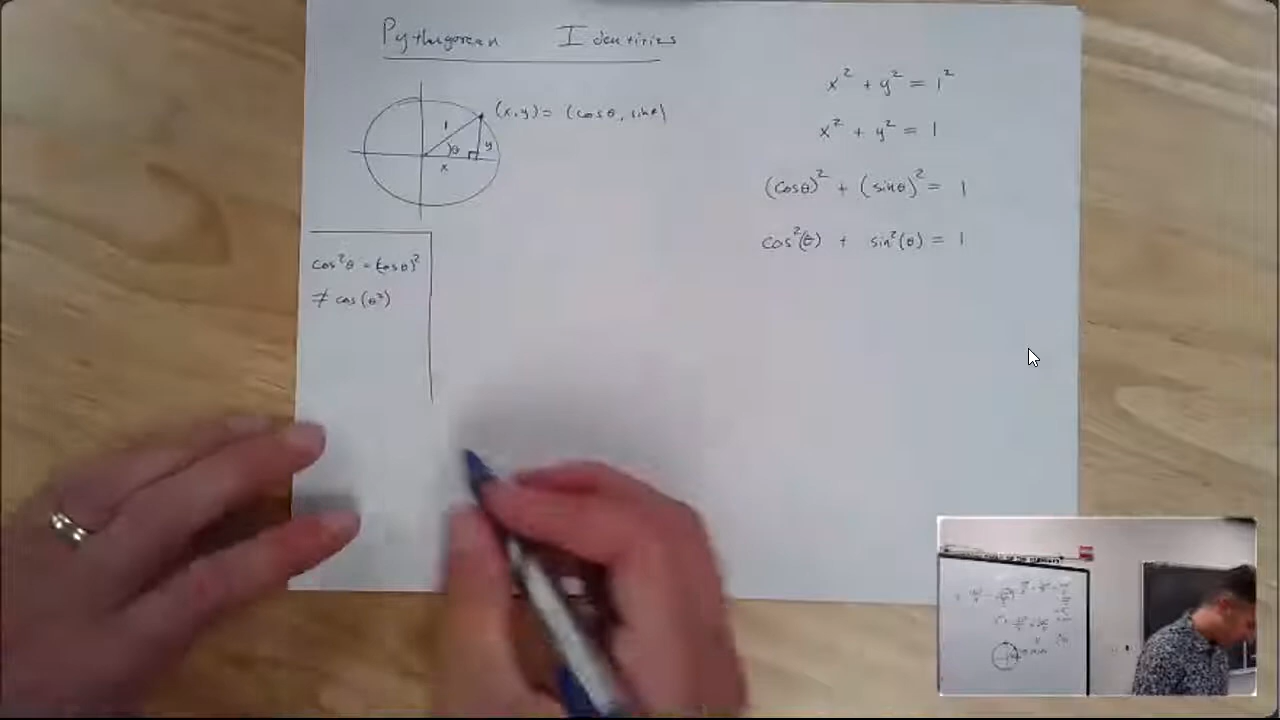 Pythagorean Identities
(x,y) = (cosθ, sinθ)
1
θ
y
x
x² + y² = 1²
x² + y² = 1
(cosθ)² + (sinθ)² = 1
cos²(θ) + sin²(θ) = 1
cos²θ = (cosθ)²
≠ cos(θ²)